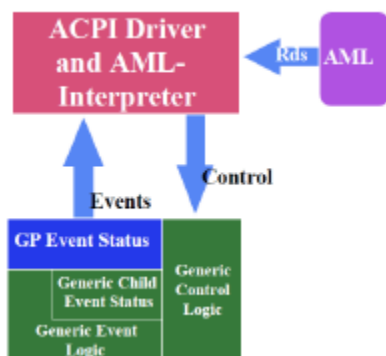 ACPI Driver
and AML-
Interpreter
Rds
AML
Events
Control
GP Event Status
Generic Child
Event Status
Generic Event
Logic
Generic
Control
Logic